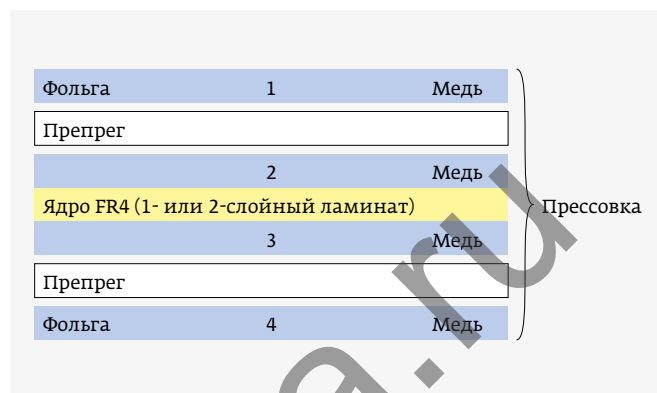 Фольга 1 Медь
Препрег
2 Медь
Ядро FR4 (1- или 2-слойный ламинат)
Прессовка
3 Медь
Препрег
Фольга 4 Медь
a.ru